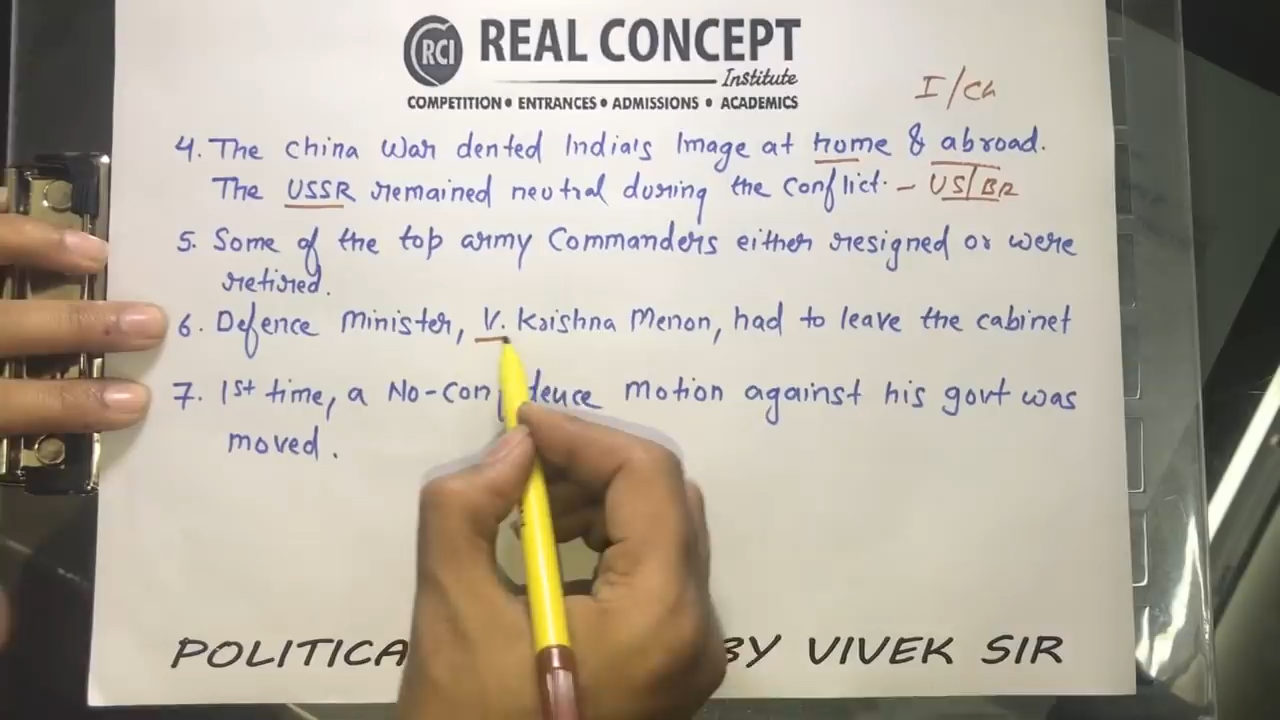 RCI REAL CONCEPT
Institute
COMPETITION • ENTRANCES • ADMISSIONS • ACADEMICS
I/Ch
4. The China War dented India's Image at home & abroad.
The USSR remained neutral during the conflict. – US/BR
5. Some of the top army Commanders either resigned or were
retired.
6. Defence Minister, V. Krishna Menon, had to leave the cabinet
7. 1st time, a No-Confidence motion against his govt was
moved.
POLITICA BY VIVEK SIR